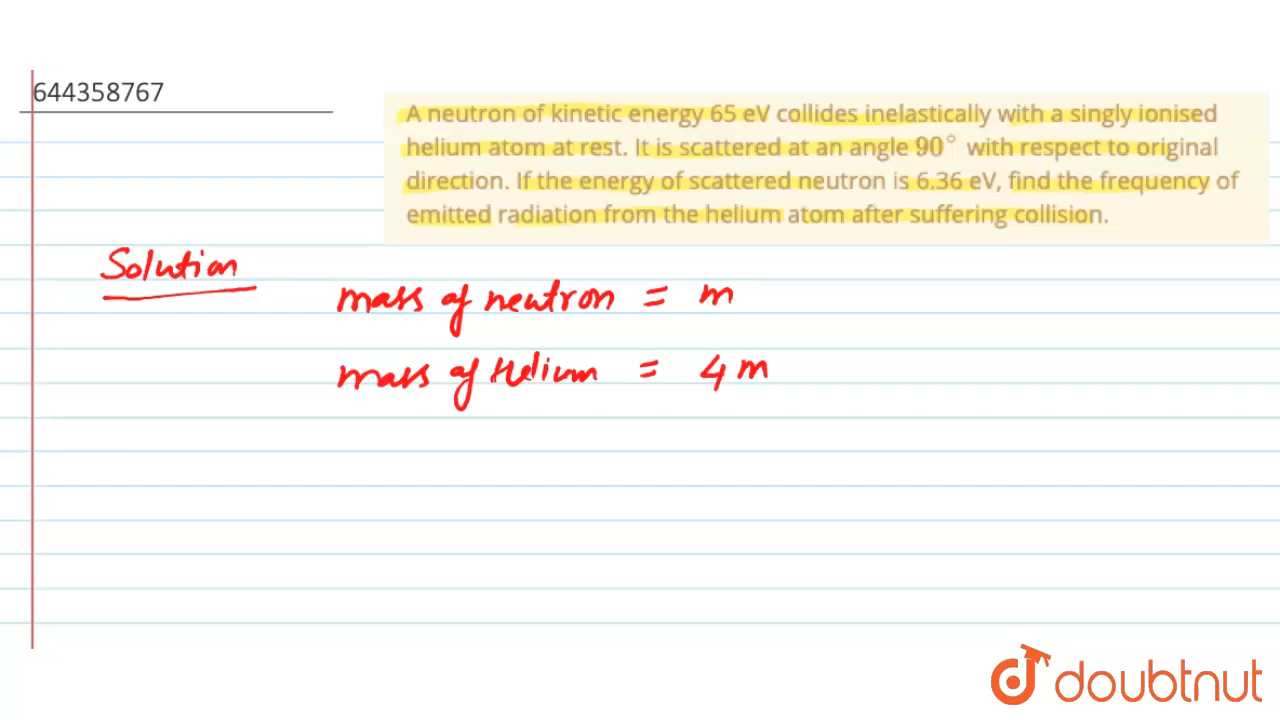 644358767
A neutron of kinetic energy 65 eV collides inelastically with a singly ionised
helium atom at rest. It is scattered at an angle 90° with respect to original
direction. If the energy of scattered neutron is 6.36 eV, find the frequency of
emitted radiation from the helium atom after suffering collision.
Solution
mass of neutron = m
mass of Helium = 4m
doubtnut